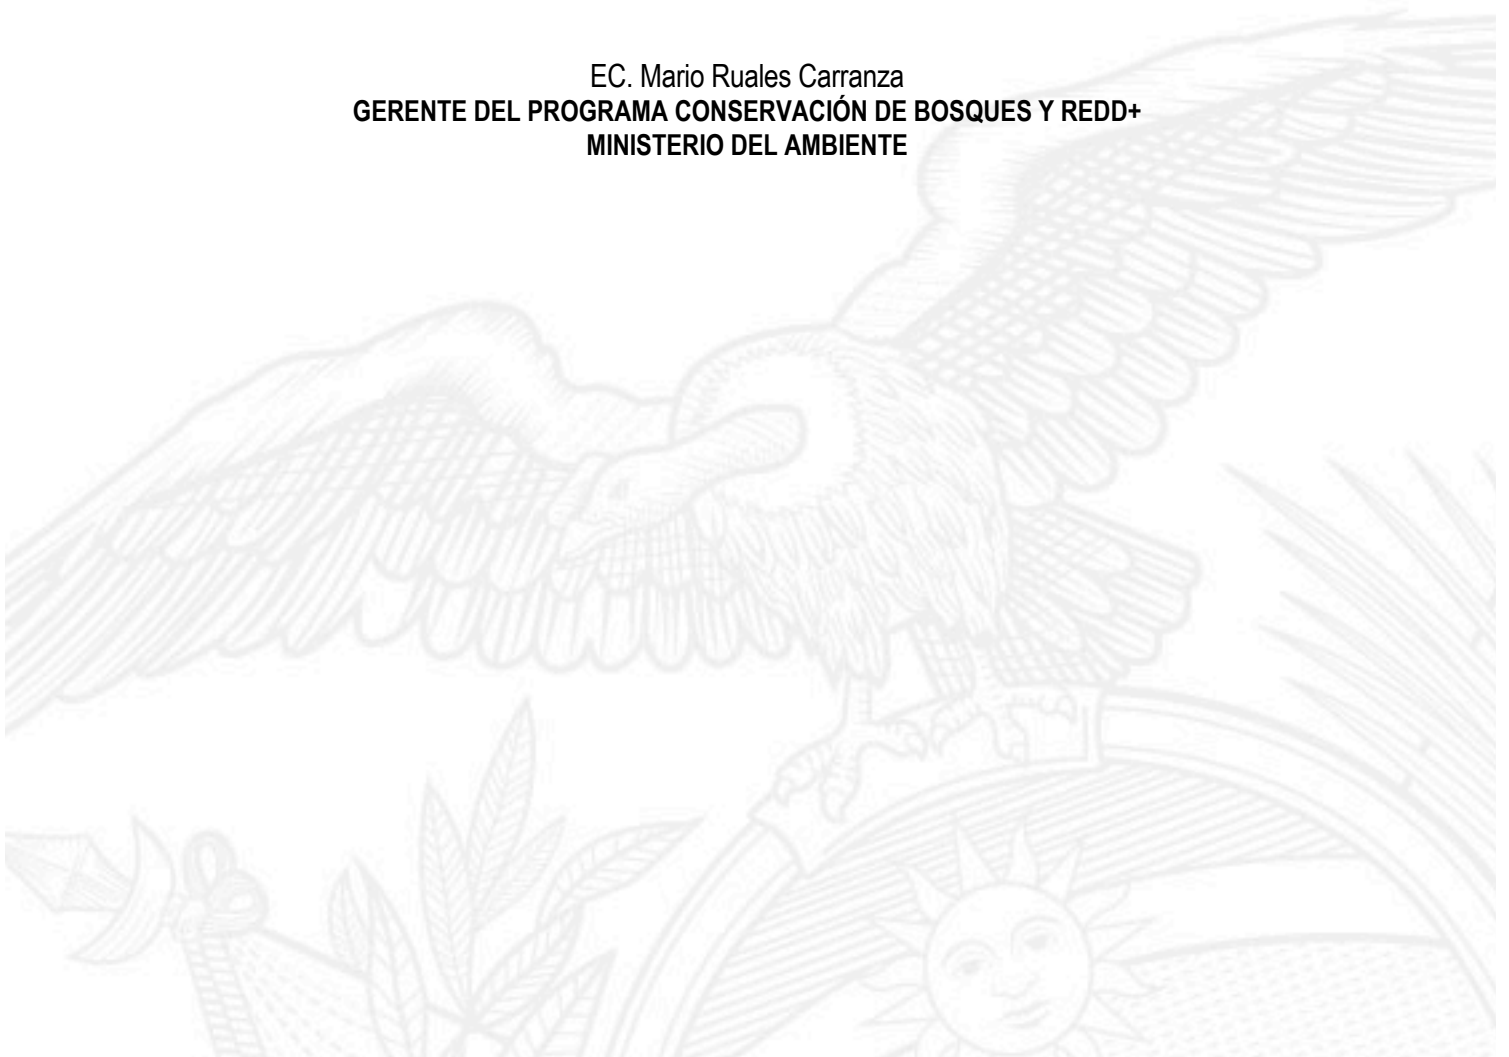 EC. Mario Ruales Carranza
GERENTE DEL PROGRAMA CONSERVACIÓN DE BOSQUES Y REDD+
MINISTERIO DEL AMBIENTE